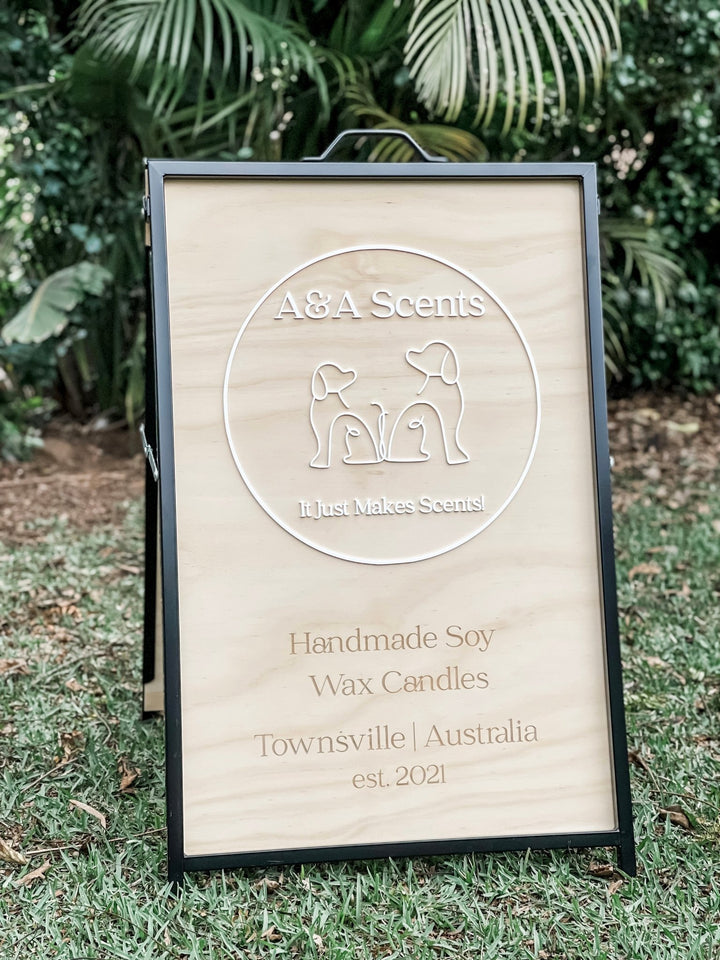 A&A Scents
It Just Makes Scents!
Handmade Soy
Wax Candles
Townsville | Australia
est. 2021